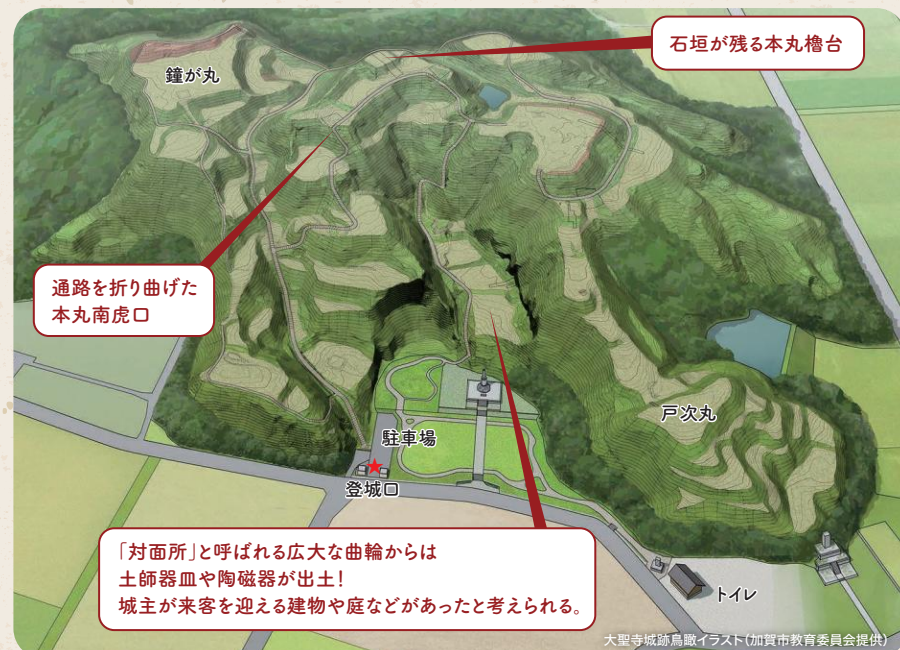 石垣が残る本丸櫓台
鐘が丸
通路を折り曲げた
本丸南虎口
戸次丸
駐車場
登城口
「対面所」と呼ばれる広大な曲輪からは
土師器皿や陶磁器が出土!
城主が来客を迎える建物や庭などがあったと考えられる。
トイレ
大聖寺城跡鳥瞰イラスト(加賀市教育委員会提供)